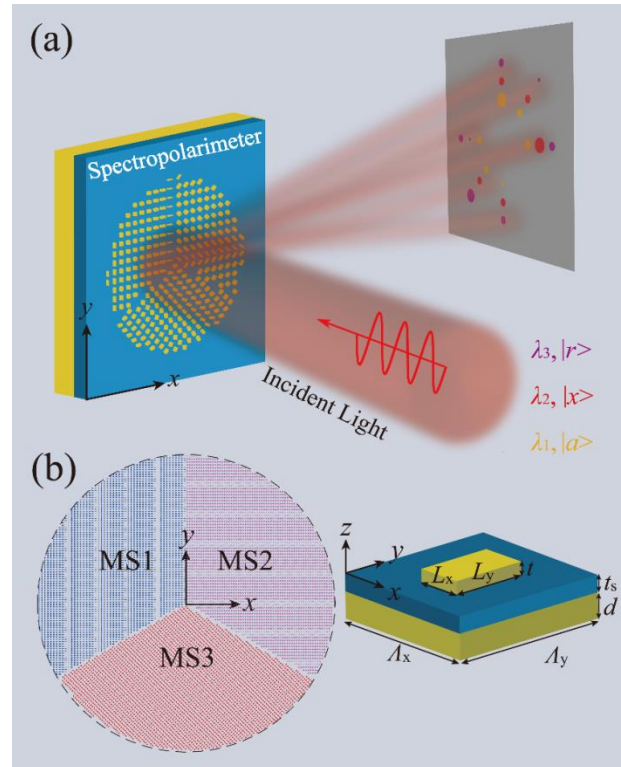 (a)
Spectropolarimeter
y
x
Incident Light
λ3, |r>
λ2, |x>
λ1, |a>
(b)
MS1
MS2
MS3
y
x
z
y
x
Lx
Ly
t
ts
d
Λx
Λy